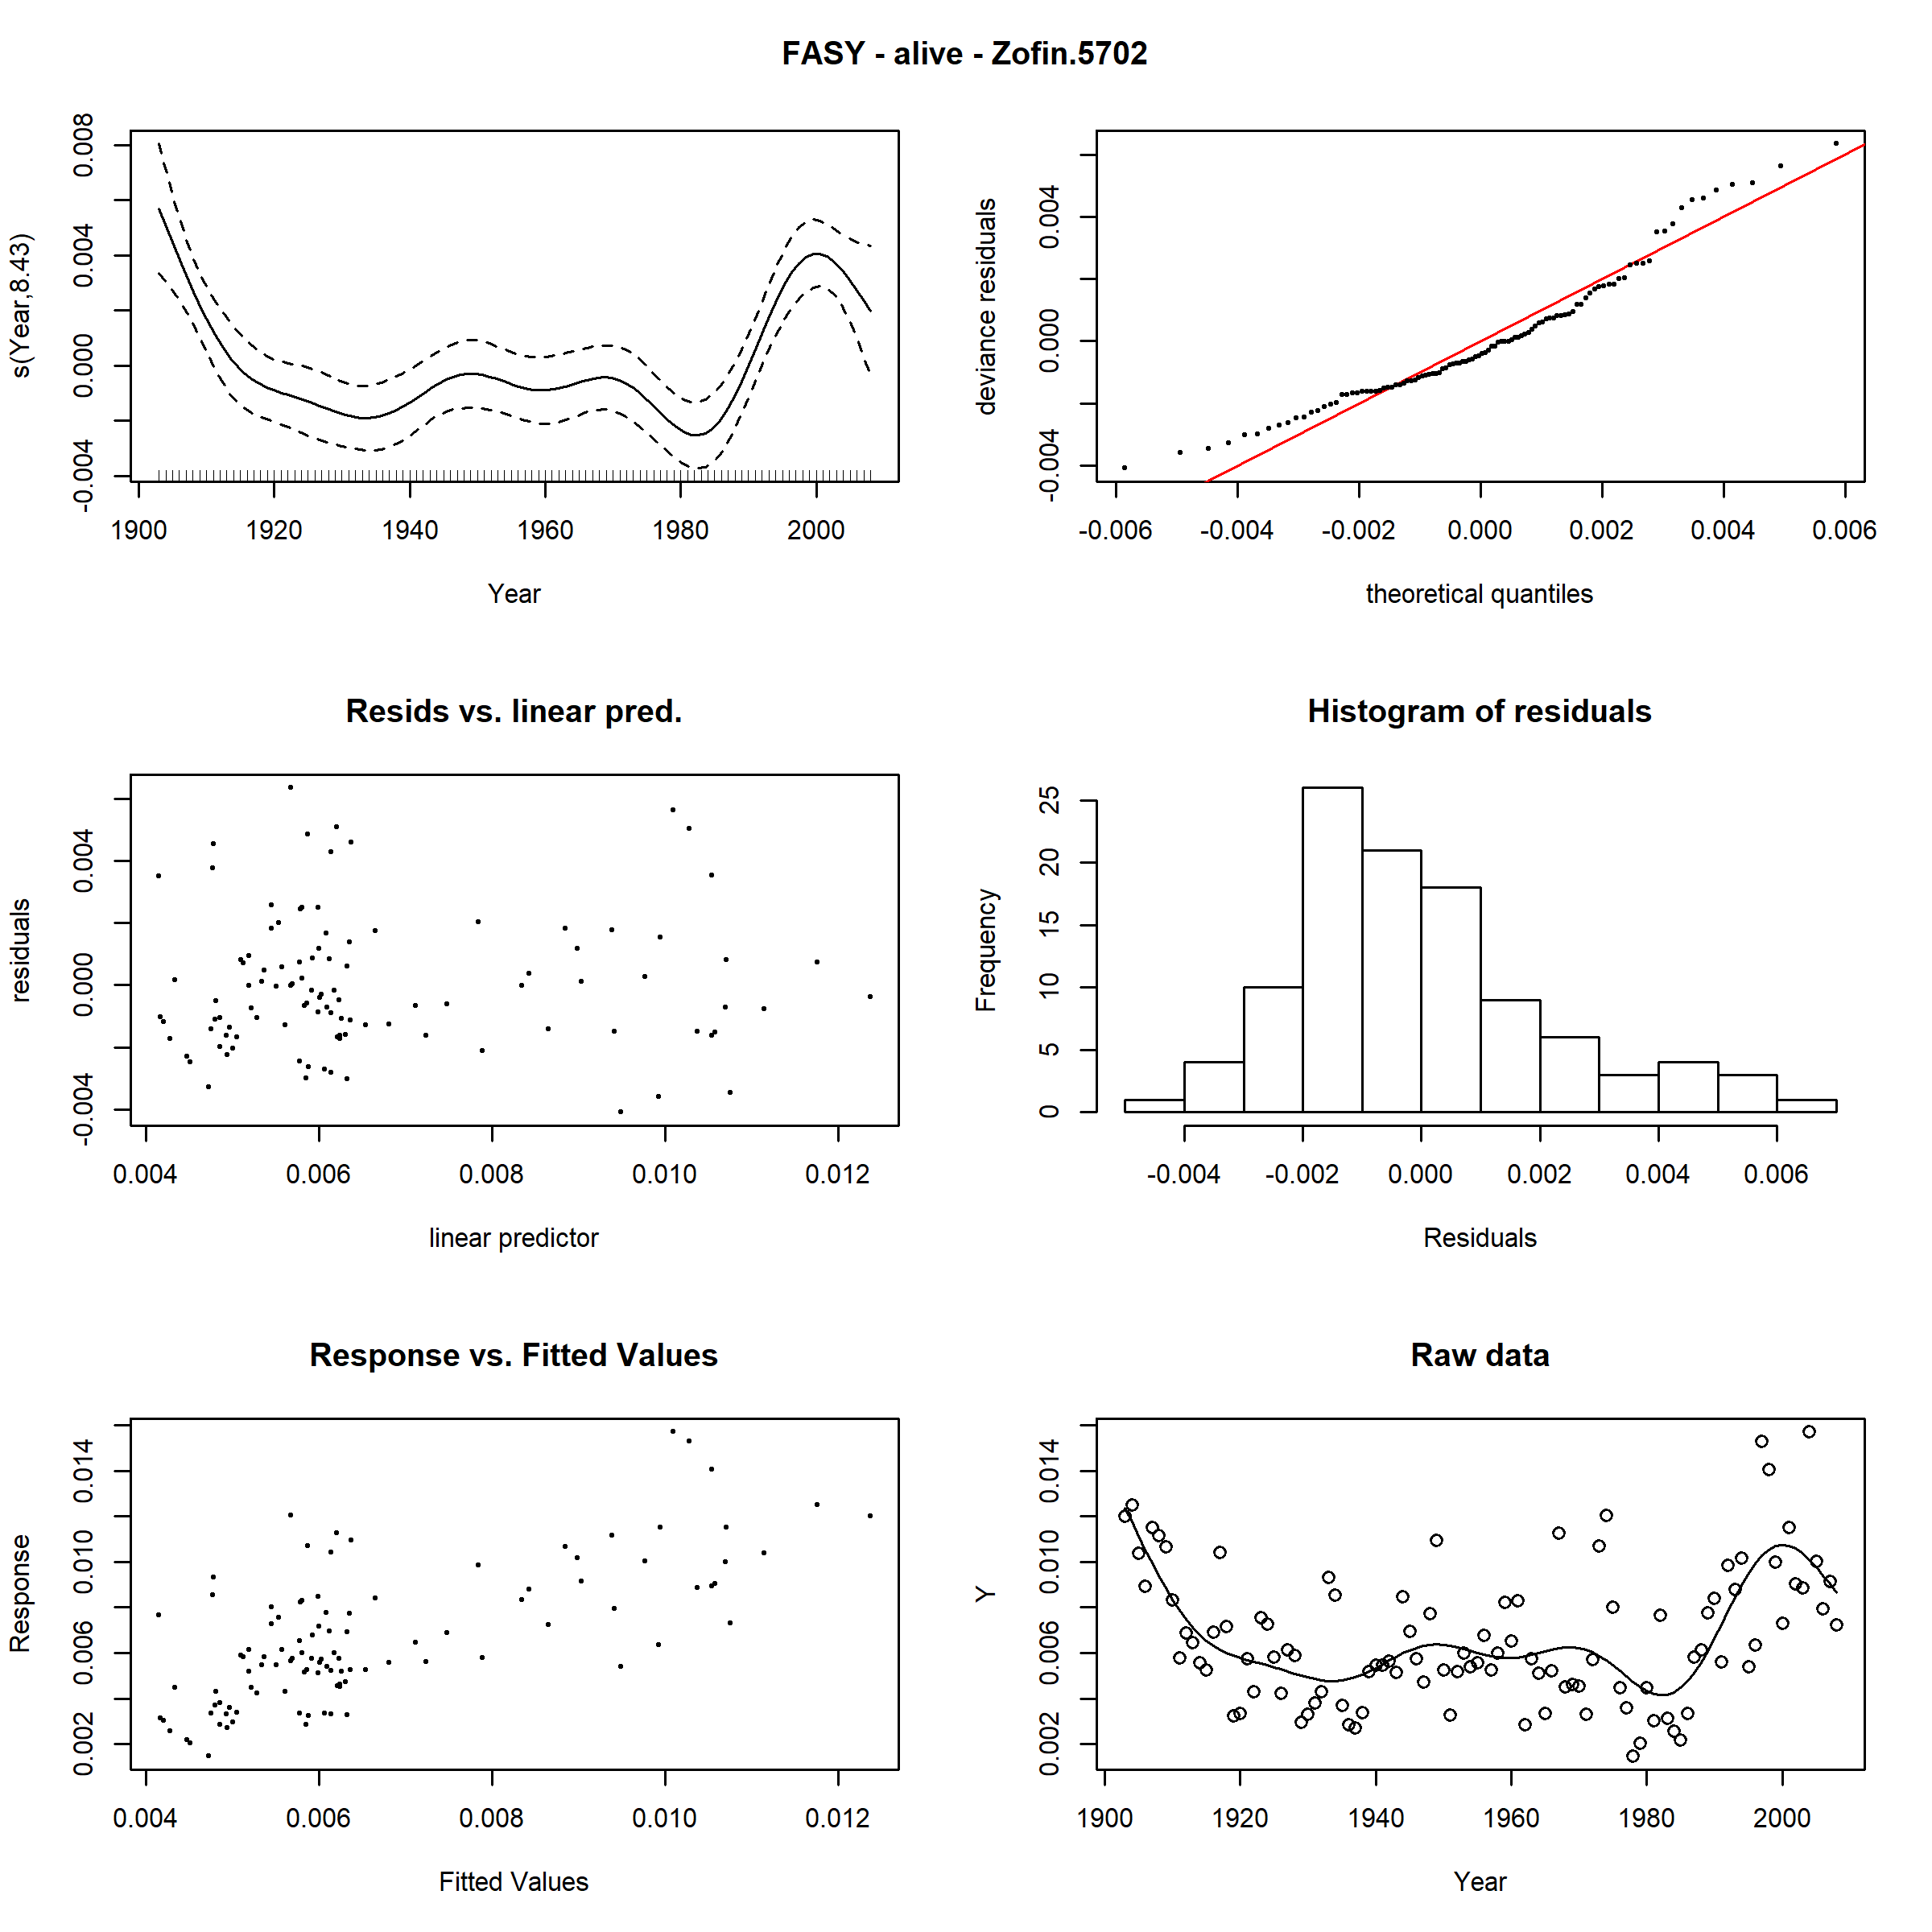 FASY - alive - Zofin.5702
s(Year,8.43)
-0.004 0.000 0.004 0.008
1900 1920 1940 1960 1980 2000
Year
deviance residuals
-0.004 0.000 0.004
-0.006 -0.004 -0.002 0.000 0.002 0.004 0.006
theoretical quantiles
Resids vs. linear pred.
residuals
-0.004 0.000 0.004
0.004 0.006 0.008 0.010 0.012
linear predictor
Histogram of residuals
Frequency
0 5 10 15 20 25
-0.004 -0.002 0.000 0.002 0.004 0.006
Residuals
Response vs. Fitted Values
Response
0.002 0.006 0.010 0.014
0.004 0.006 0.008 0.010 0.012
Fitted Values
Raw data
Y
0.002 0.006 0.010 0.014
1900 1920 1940 1960 1980 2000
Year